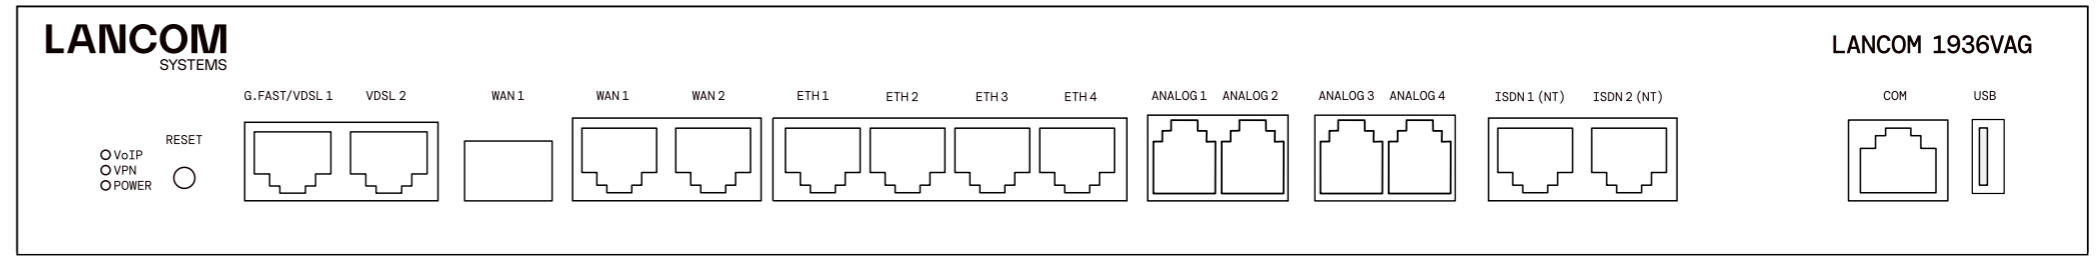 LANCOM
SYSTEMS
LANCOM 1936VAG
G.FAST/VDSL 1 VDSL 2 WAN 1 WAN 1 WAN 2 ETH 1 ETH 2 ETH 3 ETH 4 ANALOG 1 ANALOG 2 ANALOG 3 ANALOG 4 ISDN 1 (NT) ISDN 2 (NT) COM USB
RESET
VoIP
VPN
POWER